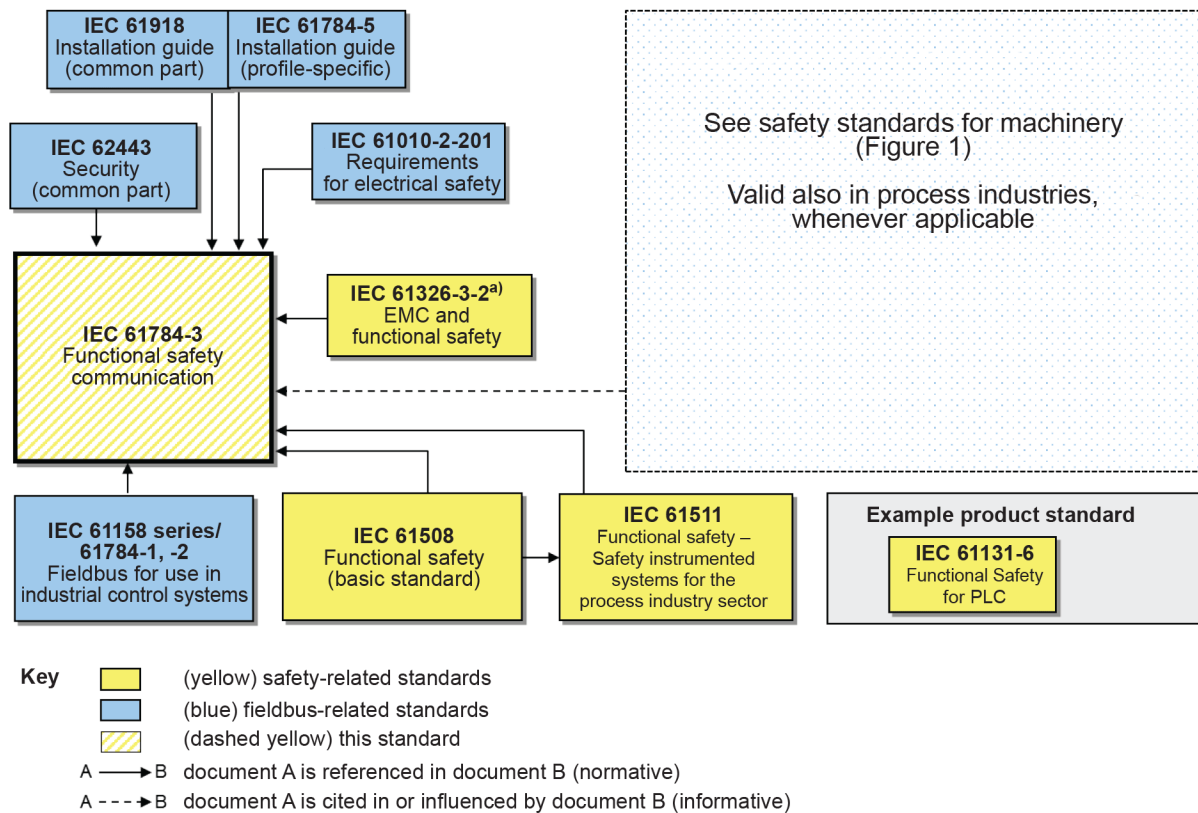 IEC 61918
Installation guide
(common part)
IEC 61784-5
Installation guide
(profile-specific)
See safety standards for machinery
(Figure 1)
Valid also in process industries,
whenever applicable
IEC 62443
Security
(common part)
IEC 61010-2-201
Requirements
for electrical safety
IEC 61784-3
Functional safety
communication
IEC 61326-3-2a)
EMC and
functional safety
IEC 61158 series/
61784-1, -2
Fieldbus for use in
industrial control systems
IEC 61508
Functional safety
(basic standard)
IEC 61511
Functional safety –
Safety instrumented
systems for the
process industry sector
Example product standard
IEC 61131-6
Functional Safety
for PLC
Key
(yellow) safety-related standards
(blue) fieldbus-related standards
(dashed yellow) this standard
A B document A is referenced in document B (normative)
A B document A is cited in or influenced by document B (informative)